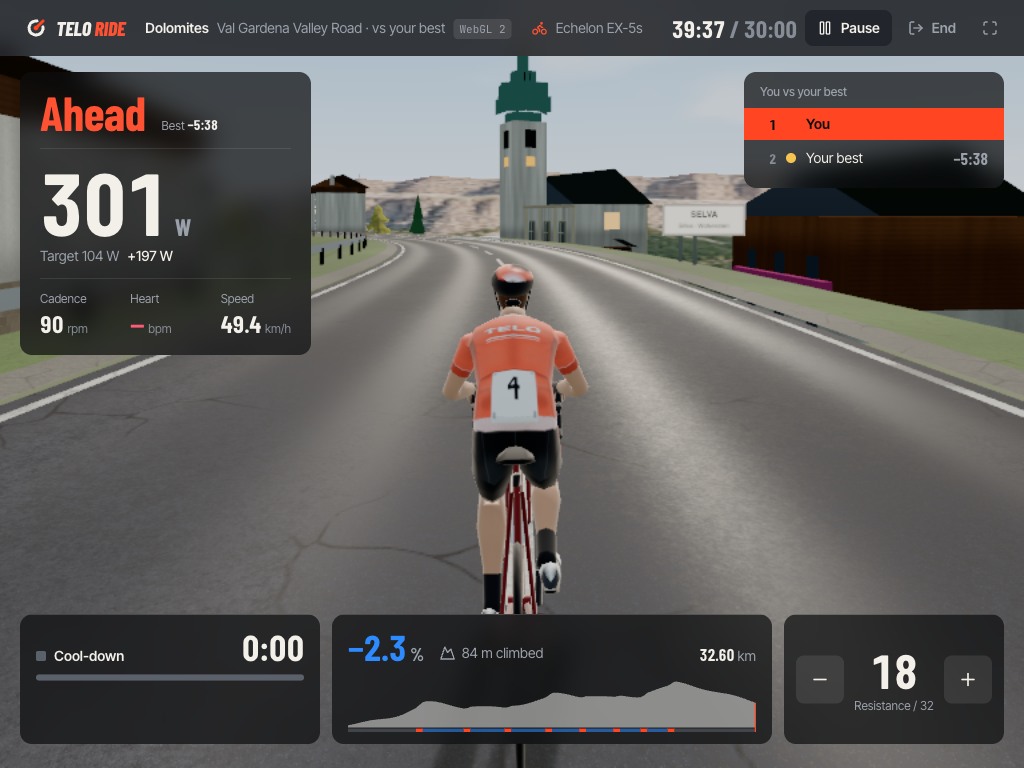 TELO RIDE Dolomites Val Gardena Valley Road · vs your best WebGL 2 Echelon EX-5s 39:37 / 30:00 Pause End
Ahead Best −5:38
301 W
Target 104 W +197 W
Cadence Heart Speed
90 rpm — bpm 49.4 km/h
You vs your best
1 You
2 Your best −5:38
SELVA
TELO
4
Cool-down 0:00
−2.3 % 84 m climbed 32.60 km
− 18 +
Resistance / 32